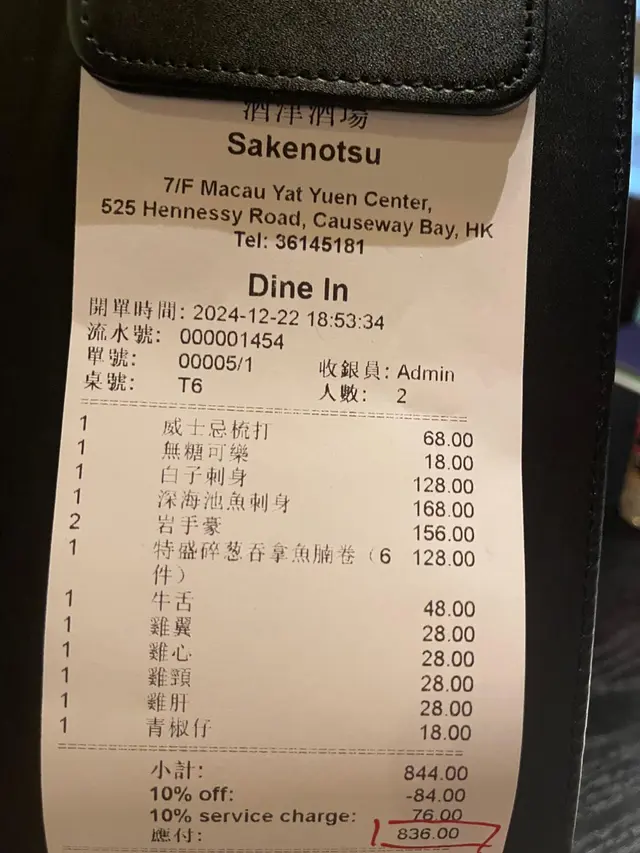 酒津酒場
Sakenotsu
7/F Macau Yat Yuen Center,
525 Hennessy Road, Causeway Bay, HK
Tel: 36145181
Dine In
開單時間: 2024-12-22 18:53:34
流水號: 000001454
單號: 00005/1 收銀員: Admin
桌號: T6 人數: 2
1 威士忌梳打 68.00
1 無糖可樂 18.00
1 白子刺身 128.00
1 深海池魚刺身 168.00
2 岩手豪 156.00
1 特盛碎葱吞拿魚腩卷（6 128.00
件）
1 牛舌 48.00
1 雞翼 28.00
1 雞心 28.00
1 雞頸 28.00
1 雞肝 28.00
1 青椒仔 18.00
小計: 844.00
10% off: -84.00
10% service charge: 76.00
應付: 836.00